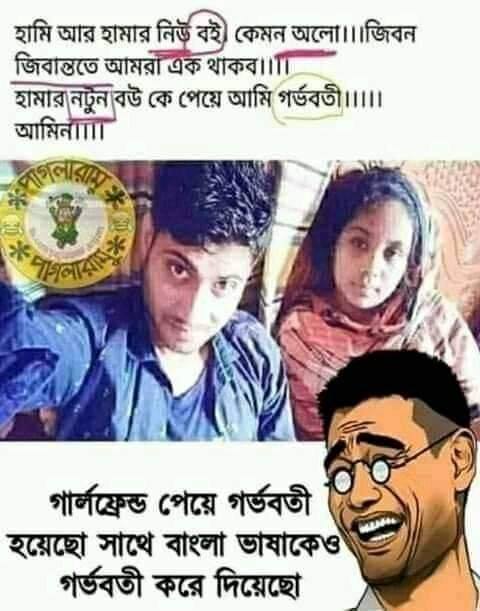 হামি আর হামার নিউ বই, কেমন অলো।।।জিবন
জিবান্ততে আমরা এক থাকব।।।।
হামার নটুন বউ কে পেয়ে আমি গর্ভবতী।।।।।
আমিন।।।।
পাগলারামু
পাগলারামু
গার্লফ্রেন্ড পেয়ে গর্ভবতী
হয়েছো সাথে বাংলা ভাষাকেও
গর্ভবতী করে দিয়েছো